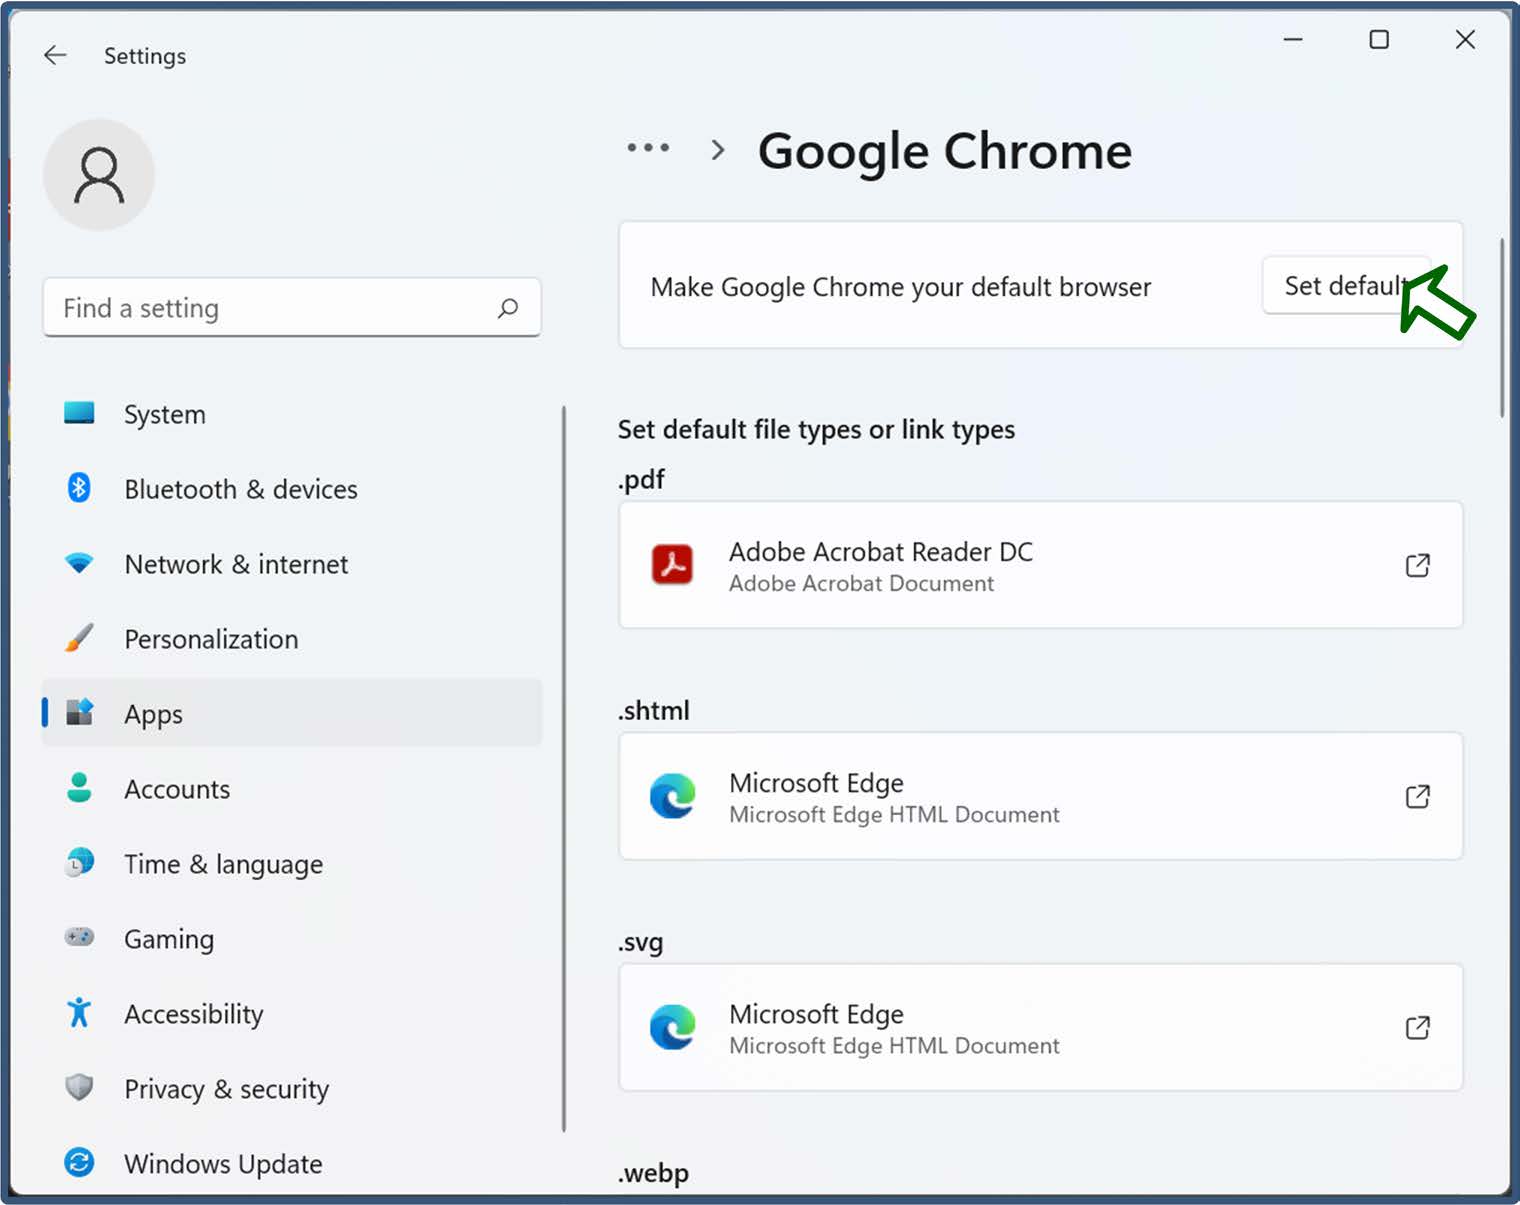 Settings
Find a setting
System
Bluetooth & devices
Network & internet
Personalization
Apps
Accounts
Time & language
Gaming
Accessibility
Privacy & security
Windows Update
Google Chrome
Make Google Chrome your default browser
Set default
Set default file types or link types
.pdf
Adobe Acrobat Reader DC
Adobe Acrobat Document
.shtml
Microsoft Edge
Microsoft Edge HTML Document
.svg
Microsoft Edge
Microsoft Edge HTML Document
.webp